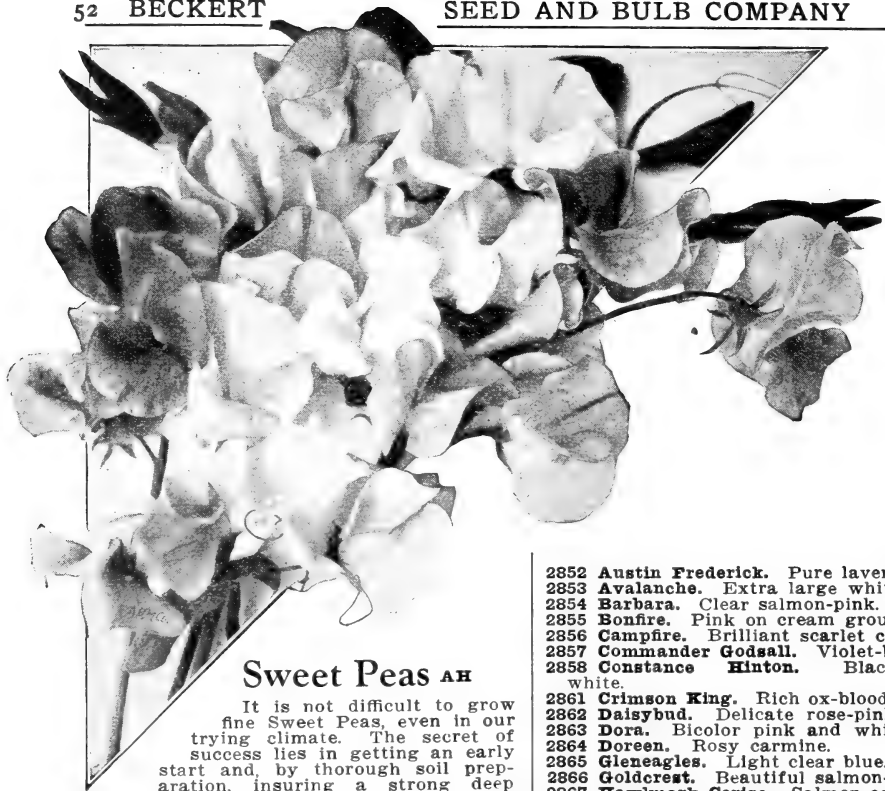 52 BECKERT SEED AND BULB COMPANY
Sweet Peas AH
It is not difficult to grow
fine Sweet Peas, even in our
trying climate. The secret of
success lies in getting an early
start and, by thorough soil prep-
aration, insuring a strong deep
2852 Austin Frederick. Pure laven
2853 Avalanche. Extra large whi
2854 Barbara. Clear salmon-pink.
2855 Bonfire. Pink on cream grou
2856 Campfire. Brilliant scarlet c
2857 Commander Godsall. Violet-b
2858 Constance Hinton. Blac
white.
2861 Crimson King. Rich ox-blood
2862 Daisybud. Delicate rose-pin
2863 Dora. Bicolor pink and whi
2864 Doreen. Rosy carmine.
2865 Gleneagles. Light clear blue.
2866 Goldcrest. Beautiful salmon-